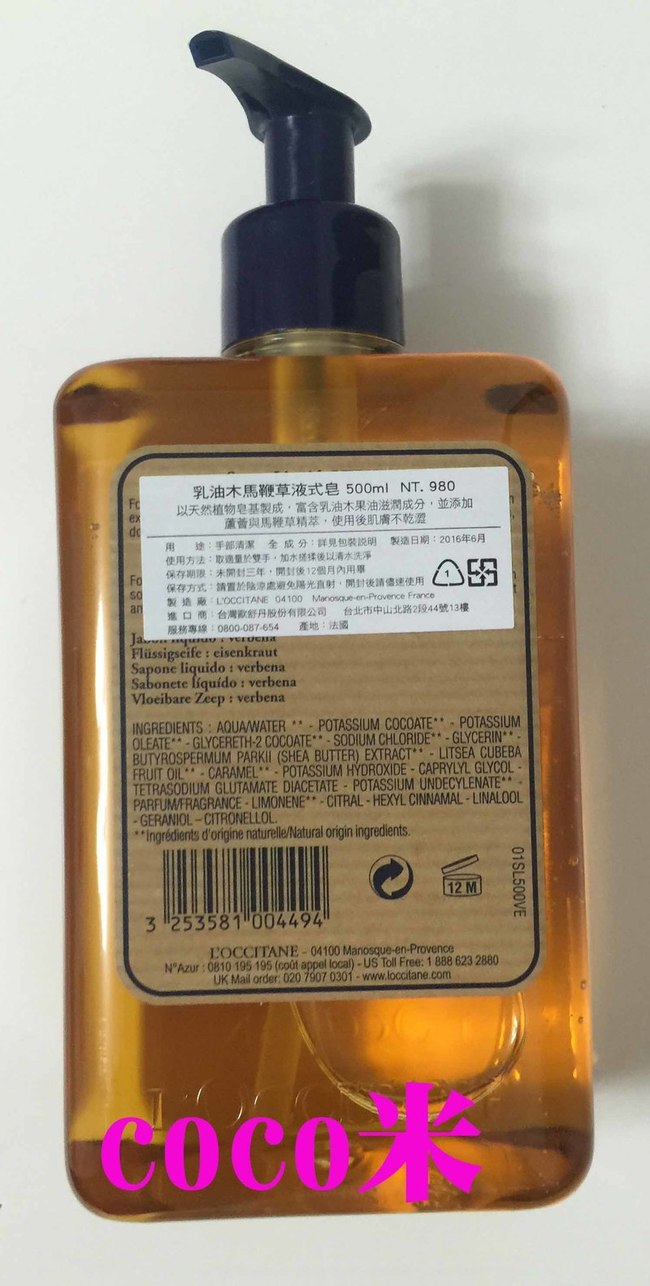 乳油木馬鞭草液式皂 500ml NT. 980
以天然植物皂基製成，富含乳油木果油滋潤成分，並添加
蘆薈與馬鞭草精萃，使用後肌膚不乾澀
用 途：手部清潔 全 成 分：詳見包裝說明 製造日期：2016年6月
使用方法：取適量於雙手，加水搓揉後以清水洗淨
保存期限：未開封三年，開封後12個月內用畢
保存方式：請置於陰涼處避免陽光直射，開封後請儘速使用
製 造 廠：L'OCCITANE 04100 Manosque-en-Provence France
進 口 商：台灣歐舒丹股份有限公司 台北市中山北路2段44號13樓
服務專線：0800-087-654 產地：法國
1
Jabón líquido : verbena
Flüssigseife : eisenkraut
Sapone liquido : verbena
Sabonete líquído : verbena
Vloeibare Zeep : verbena
INGREDIENTS : AQUA/WATER ** - POTASSIUM COCOATE** - POTASSIUM
OLEATE** - GLYCERETH-2 COCOATE** - SODIUM CHLORIDE** - GLYCERIN** -
BUTYROSPERMUM PARKII (SHEA BUTTER) EXTRACT** - LITSEA CUBEBA
FRUIT OIL** - CARAMEL** - POTASSIUM HYDROXIDE - CAPRYLYL GLYCOL -
TETRASODIUM GLUTAMATE DIACETATE - POTASSIUM UNDECYLENATE** -
PARFUM/FRAGRANCE - LIMONENE** - CITRAL - HEXYL CINNAMAL - LINALOOL
- GERANIOL – CITRONELLOL.
**Ingrédients d'origine naturelle/Natural origin ingredients.
01SL500VE
12 M
3 253581 004494
L'OCCITANE - 04100 Manosque-en-Provence
N°Azur : 0810 195 195 (coût appel local) - US Toll Free: 1 888 623 2880
UK Mail order: 020 7907 0301 - www.loccitane.com
L'OCCITANE
coco米